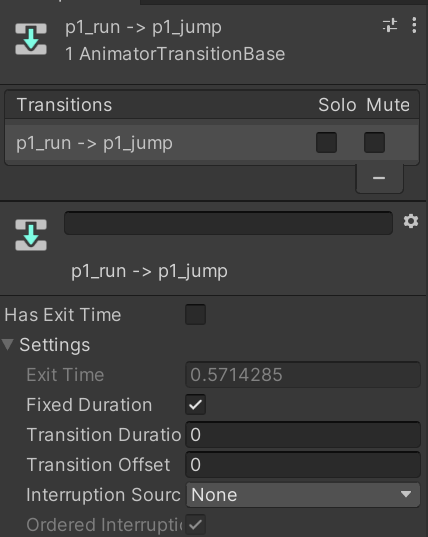 p1_run -> p1_jump
1 AnimatorTransitionBase
Transitions Solo Mute
p1_run -> p1_jump
p1_run -> p1_jump
Has Exit Time
Settings
Exit Time 0.5714285
Fixed Duration
Transition Duratio 0
Transition Offset 0
Interruption Sourc None
Ordered Interrupti